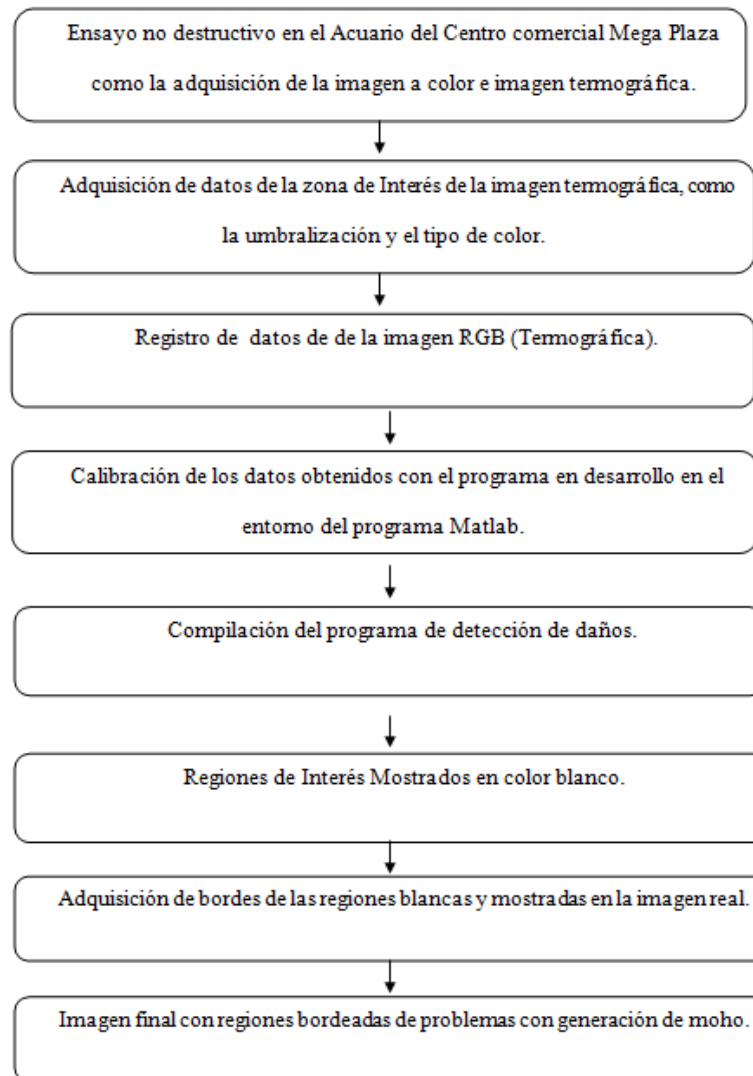 Ensayo no destructivo en el Acuario del Centro comercial Mega Plaza
como la adquisición de la imagen a color e imagen termográfica.
Adquisición de datos de la zona de Interés de la imagen termográfica, como
la umbralización y el tipo de color.
Registro de datos de de la imagen RGB (Termográfica).
Calibración de los datos obtenidos con el programa en desarrollo en el
entorno del programa Matlab.
Compilación del programa de detección de daños.
Regiones de Interés Mostrados en color blanco.
Adquisición de bordes de las regiones blancas y mostradas en la imagen real.
Imagen final con regiones bordeadas de problemas con generación de moho.